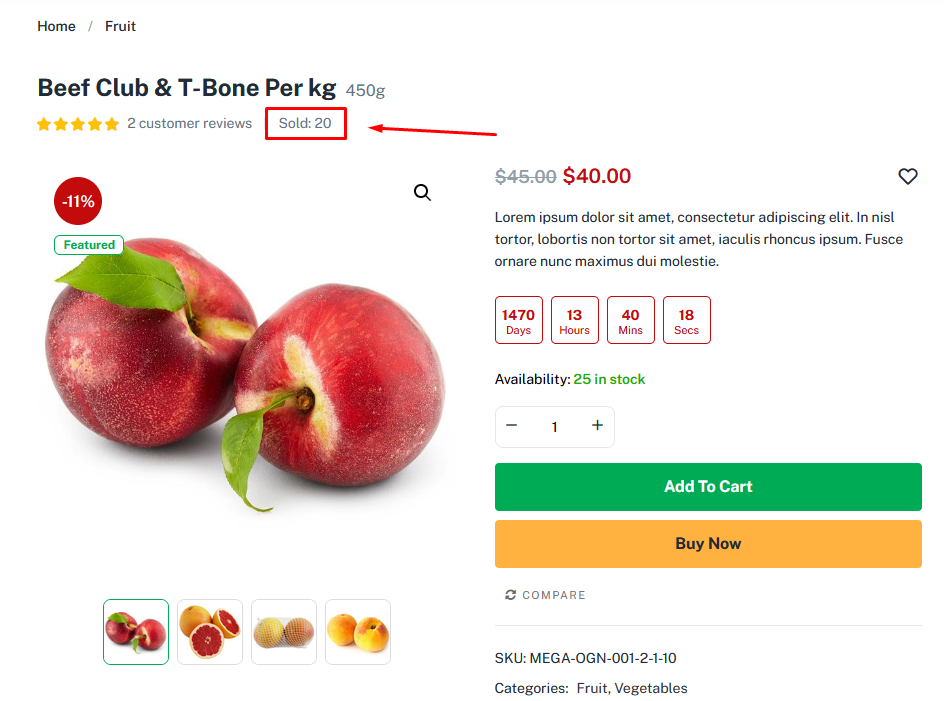 Home / Fruit
Beef Club & T-Bone Per kg 450g
2 customer reviews Sold: 20
-11%
Featured
$45.00 $40.00
Lorem ipsum dolor sit amet, consectetur adipiscing elit. In nisl
tortor, lobortis non tortor sit amet, iaculis rhoncus ipsum. Fusce
ornare nunc maximus dui molestie.
1470 13 40 18
Days Hours Mins Secs
Availability: 25 in stock
− 1 +
Add To Cart
Buy Now
COMPARE
SKU: MEGA-OGN-001-2-1-10
Categories: Fruit, Vegetables